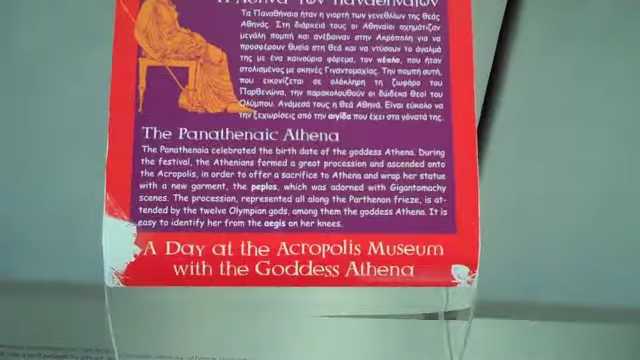 Η Αθηνά των Παναθηναίων
Τα Παναθήναια ήταν η γιορτή των γενεθλίων της θεάς
Αθηνάς. Στη διάρκειά τους οι Αθηναίοι σχημάτιζαν
μεγάλη πομπή και ανέβαιναν στην Ακρόπολη για να
προσφέρουν θυσία στη θεά και να ντύσουν το άγαλμά
της με ένα καινούριο φόρεμα, τον πέπλο, που ήταν
στολισμένος με σκηνές Γιγαντομαχίας. Την πομπή αυτή,
που εικονίζεται σε ολόκληρη τη ζωφόρο του
Παρθενώνα, την παρακολουθούν οι δώδεκα θεοί του
Ολύμπου. Ανάμεσά τους η θεά Αθηνά. Είναι εύκολο να
την ξεχωρίσεις από την αιγίδα που έχει στα γόνατά της.
The Panathenaic Athena
The Panathenaia celebrated the birth date of the goddess Athena. During
the festival, the Athenians formed a great procession and ascended onto
the Acropolis, in order to offer a sacrifice to Athena and wrap her statue
with a new garment, the peplos, which was adorned with Gigantomachy
scenes. The procession, represented all along the Parthenon frieze, is at-
tended by the twelve Olympian gods, among them the goddess Athena. It is
easy to identify her from the aegis on her knees.
A Day at the Acropolis Museum
with the Goddess Athena